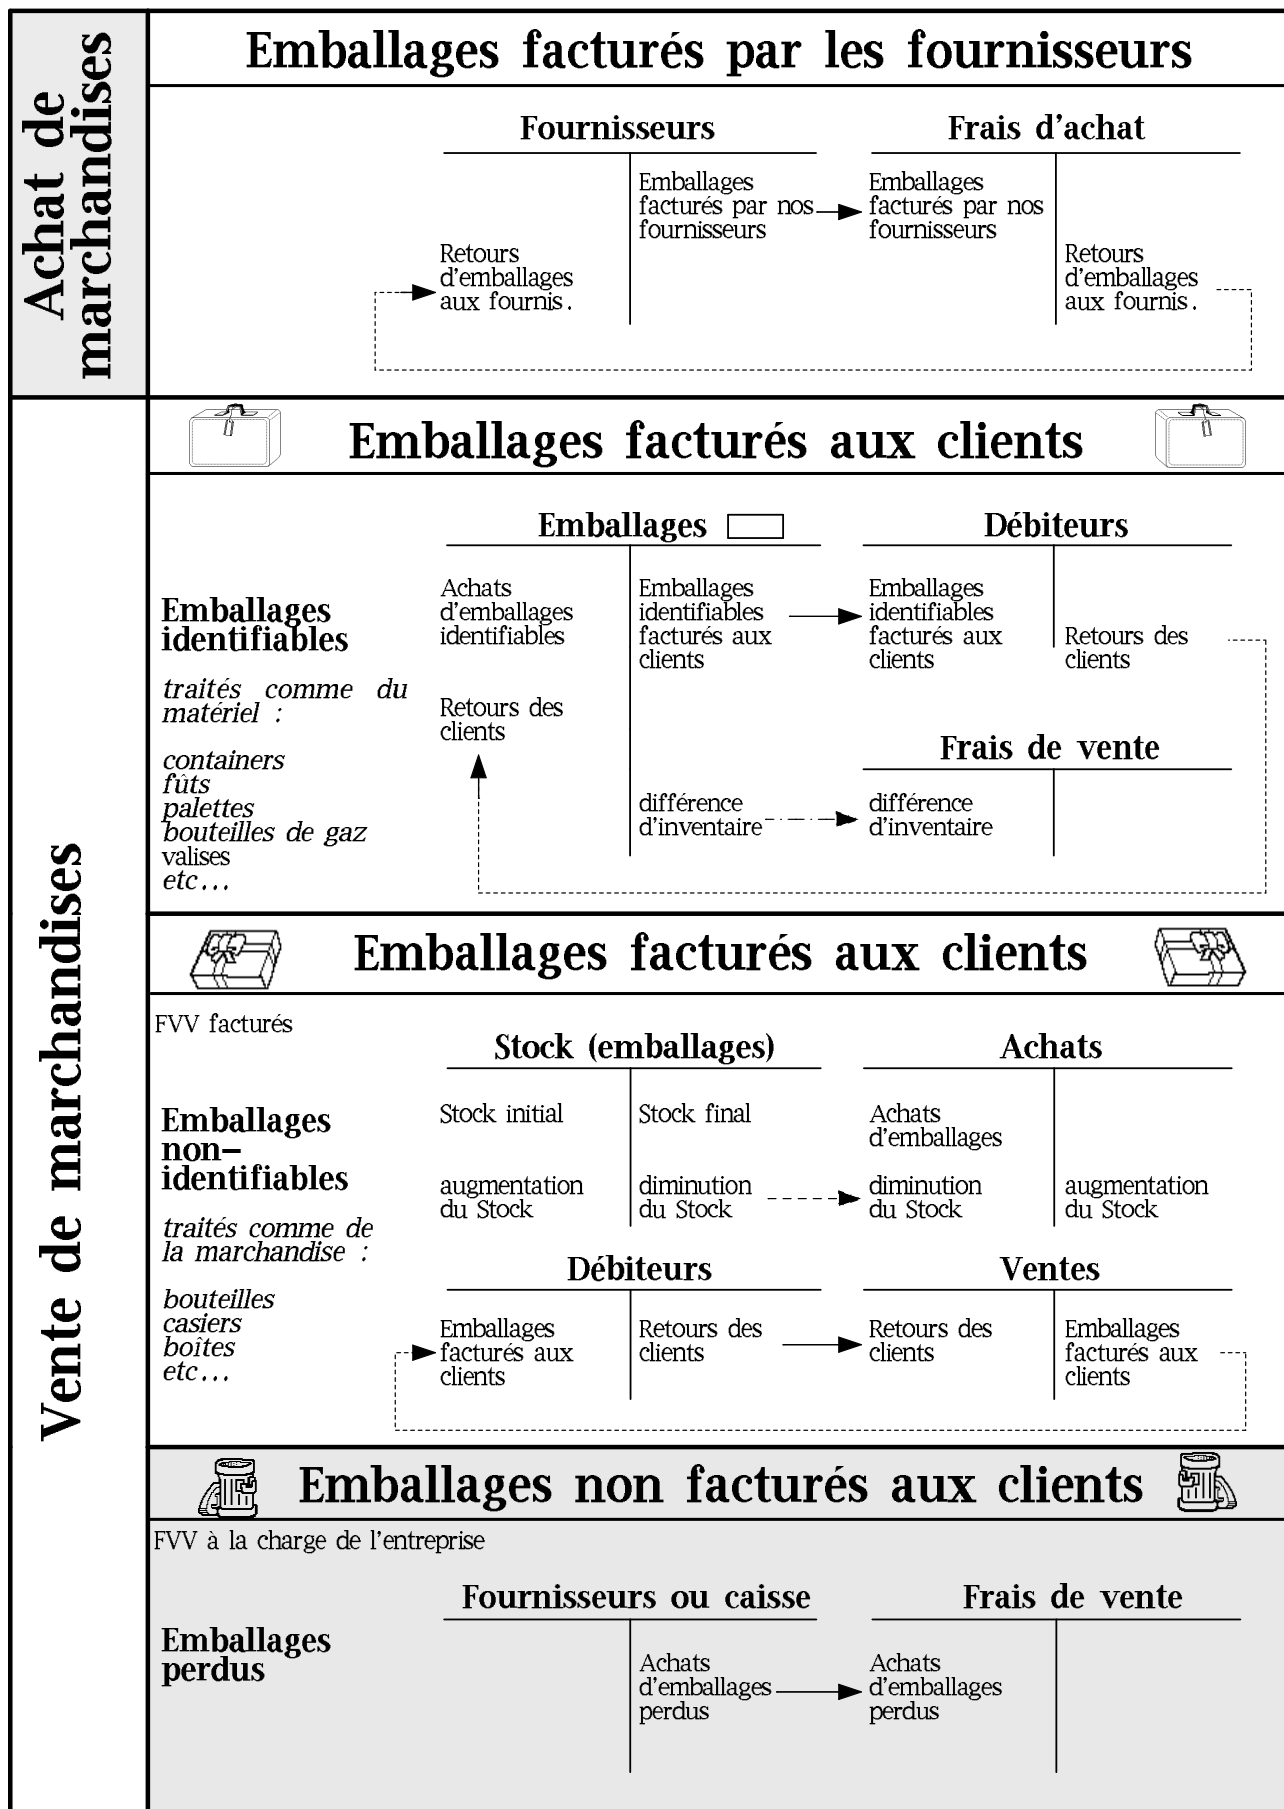 Achat de
marchandises
Emballages facturés par les fournisseurs
Fournisseurs
Frais d'achat
Emballages
facturés par nos
fournisseurs
Emballages
facturés par nos
fournisseurs
Retours
d'emballages
aux fournis.
Retours
d'emballages
aux fournis.
Vente de marchandises
Emballages facturés aux clients
Emballages
identifiables
traités comme du
matériel :
containers
fûts
palettes
bouteilles de gaz
valises
etc...
Emballages
Débiteurs
Achats
d'emballages
identifiables
Emballages
identifiables
facturés aux
clients
Emballages
identifiables
facturés aux
clients
Retours des
clients
Retours des
clients
Frais de vente
différence
d'inventaire
différence
d'inventaire
Emballages facturés aux clients
FVV facturés
Emballages
non-
identifiables
traités comme de
la marchandise :
bouteilles
casiers
boîtes
etc...
Stock (emballages)
Achats
Stock initial
Stock final
Achats
d'emballages
augmentation
du Stock
diminution
du Stock
diminution
du Stock
augmentation
du Stock
Débiteurs
Ventes
Emballages
facturés aux
clients
Retours des
clients
Retours des
clients
Emballages
facturés aux
clients
Emballages non facturés aux clients
FVV à la charge de l'entreprise
Emballages
perdus
Fournisseurs ou caisse
Frais de vente
Achats
d'emballages
perdus
Achats
d'emballages
perdus